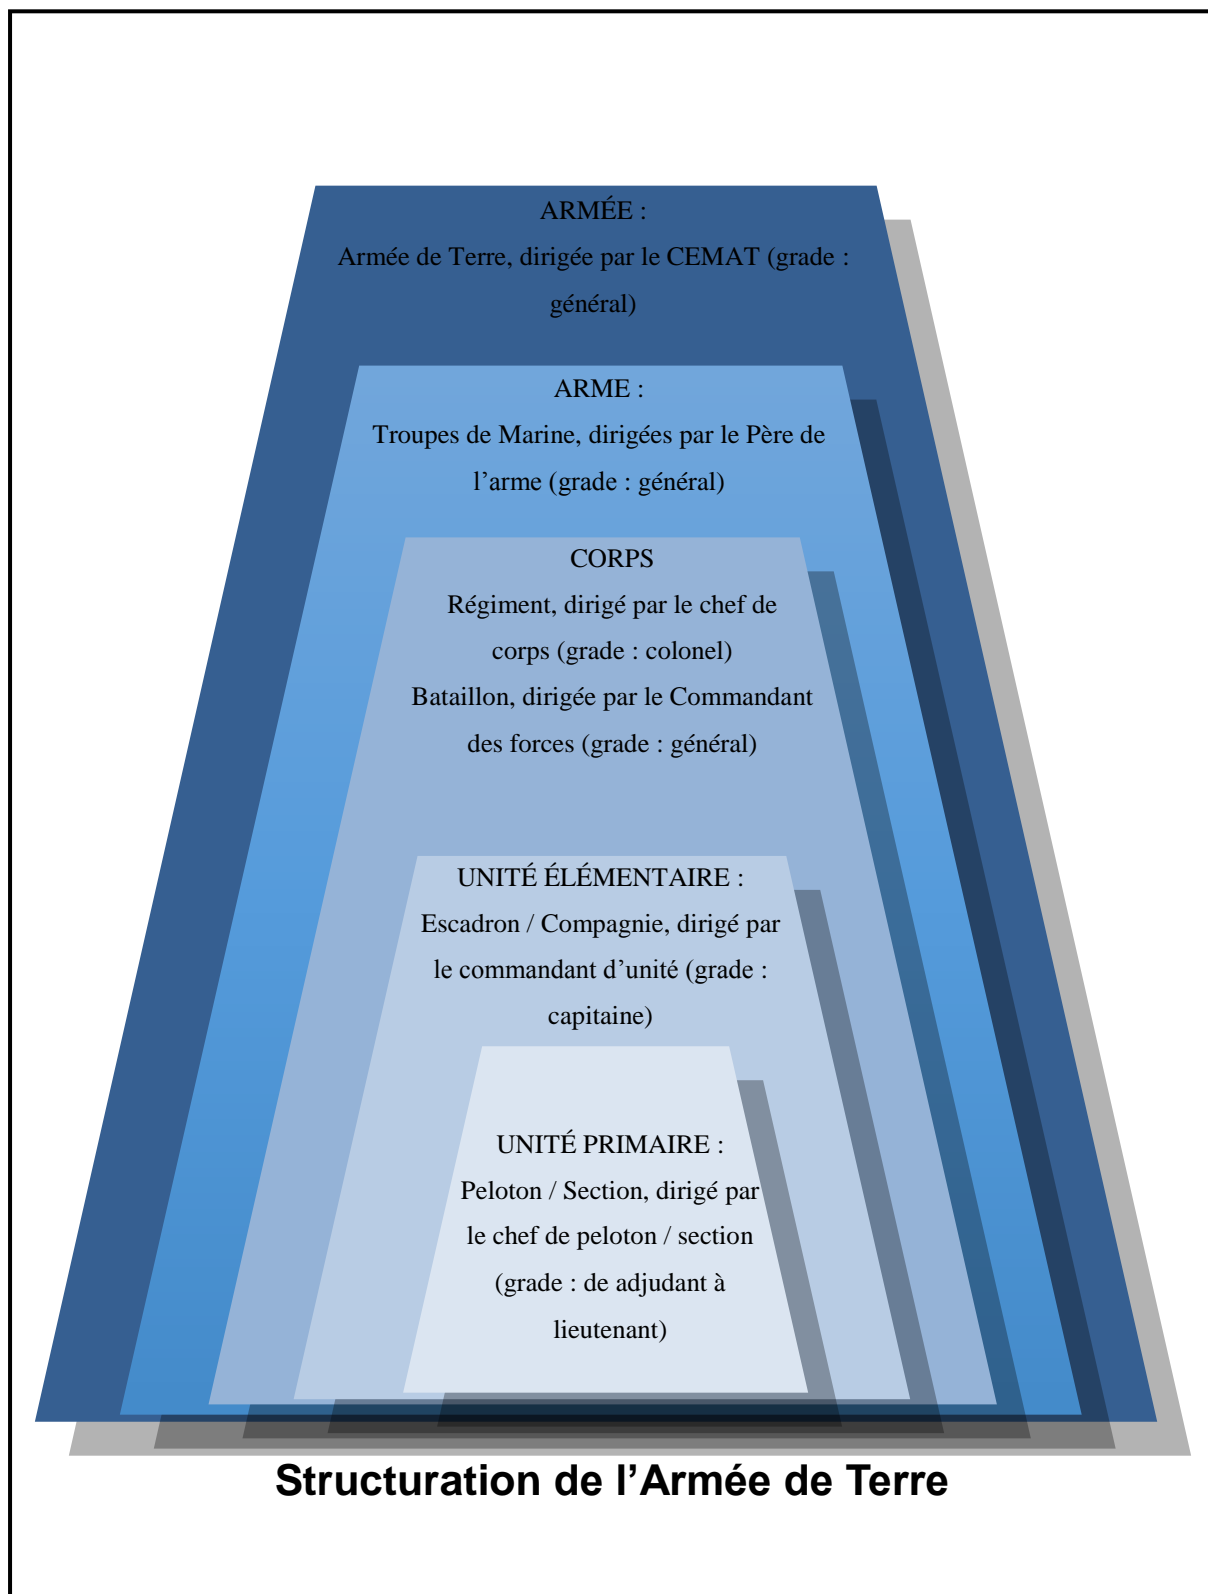 ARMÉE :
Armée de Terre, dirigée par le CEMAT (grade :
général)
ARME :
Troupes de Marine, dirigées par le Père de
l’arme (grade : général)
CORPS
Régiment, dirigé par le chef de
corps (grade : colonel)
Bataillon, dirigée par le Commandant
des forces (grade : général)
UNITÉ ÉLÉMENTAIRE :
Escadron / Compagnie, dirigé par
le commandant d’unité (grade :
capitaine)
UNITÉ PRIMAIRE :
Peloton / Section, dirigé par
le chef de peloton / section
(grade : de adjudant à
lieutenant)
Structuration de l’Armée de Terre